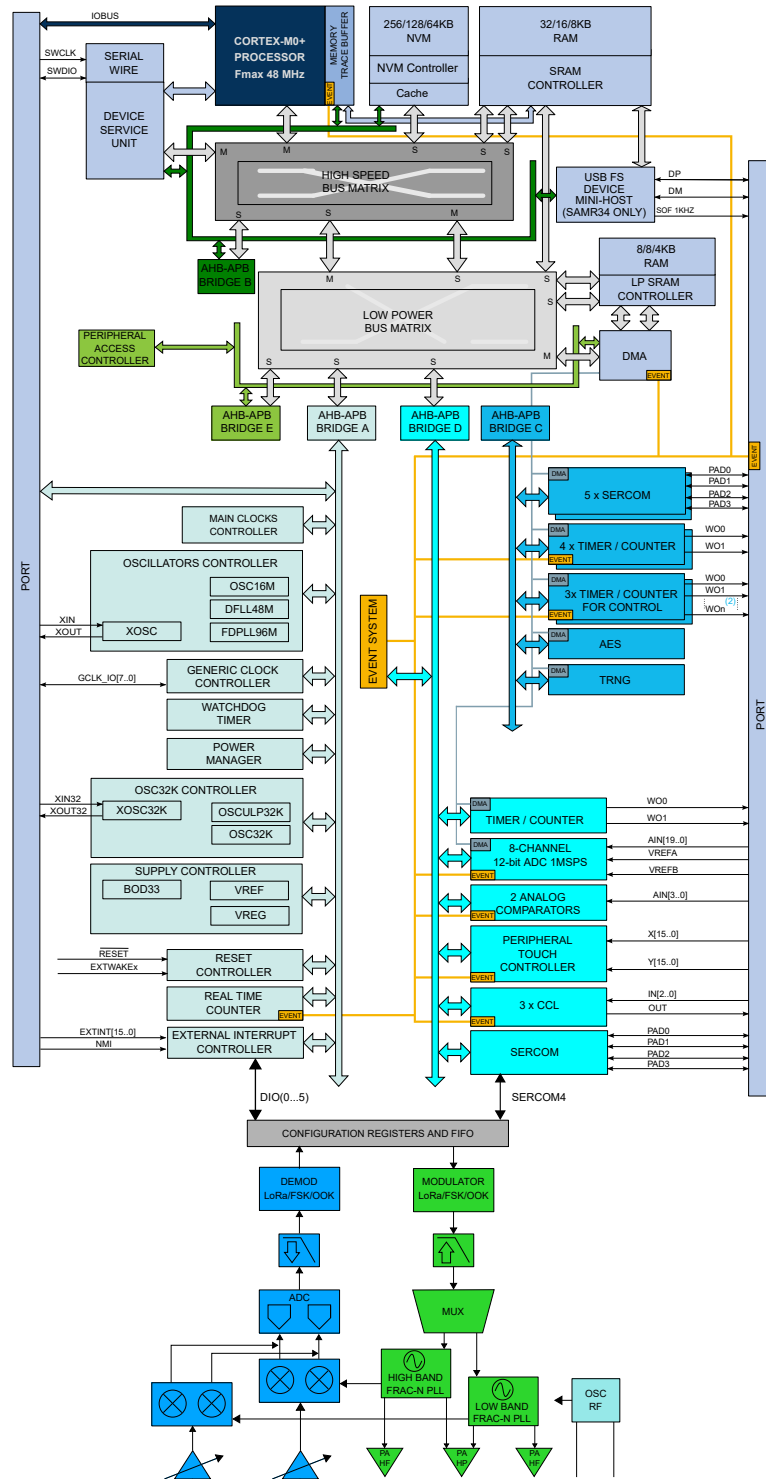 IOBUS
SWCLK
SWDIO
SERIAL
WIRE
DEVICE
SERVICE
UNIT
CORTEX-M0+
PROCESSOR
Fmax 48 MHz
MEMORY
TRACE BUFFER
EVENT
256/128/64KB
NVM
NVM Controller
Cache
32/16/8KB
RAM
SRAM
CONTROLLER
M
M
S
S
S
HIGH SPEED
BUS MATRIX
S
S
M
USB FS
DEVICE
MINI-HOST
(SAMR34 ONLY)
DP
DM
SOF 1KHZ
AHB-APB
BRIDGE B
M
S
S
S
S
LOW POWER
BUS MATRIX
S
S
S
M
8/8/4KB
RAM
LP SRAM
CONTROLLER
DMA
EVENT
PERIPHERAL
ACCESS
CONTROLLER
AHB-APB
BRIDGE E
AHB-APB
BRIDGE A
AHB-APB
BRIDGE D
AHB-APB
BRIDGE C
EVENT
PORT
PORT
DMA
5 x SERCOM
PAD0
PAD1
PAD2
PAD3
MAIN CLOCKS
CONTROLLER
DMA
4 x TIMER / COUNTER
EVENT
WO0
WO1
OSCILLATORS CONTROLLER
OSC16M
DFLL48M
FDPLL96M
XOSC
XIN
XOUT
DMA
3x TIMER / COUNTER
FOR CONTROL
EVENT
WO0
WO1
(2)
WOn
EVENT SYSTEM
DMA
AES
DMA
TRNG
GCLK_IO[7..0]
GENERIC CLOCK
CONTROLLER
WATCHDOG
TIMER
POWER
MANAGER
OSC32K CONTROLLER
XOSC32K
OSCULP32K
OSC32K
XIN32
XOUT32
DMA
TIMER / COUNTER
WO0
WO1
DMA
8-CHANNEL
12-bit ADC 1MSPS
EVENT
AIN[19..0]
VREFA
VREFB
SUPPLY CONTROLLER
BOD33
VREF
VREG
2 ANALOG
COMPARATORS
EVENT
AIN[3..0]
PERIPHERAL
TOUCH
CONTROLLER
EVENT
X[15..0]
Y[15..0]
RESET
EXTWAKEx
RESET
CONTROLLER
REAL TIME
COUNTER
EVENT
3 x CCL
EVENT
IN[2..0]
OUT
EXTINT[15..0]
NMI
EXTERNAL INTERRUPT
CONTROLLER
SERCOM
PAD0
PAD1
PAD2
PAD3
DIO(0...5)
SERCOM4
CONFIGURATION REGISTERS AND FIFO
DEMOD
LoRa/FSK/OOK
MODULATOR
LoRa/FSK/OOK
ADC
MUX
HIGH BAND
FRAC-N PLL
LOW BAND
FRAC-N PLL
OSC
RF
PA
HF
PA
HP
PA
HF